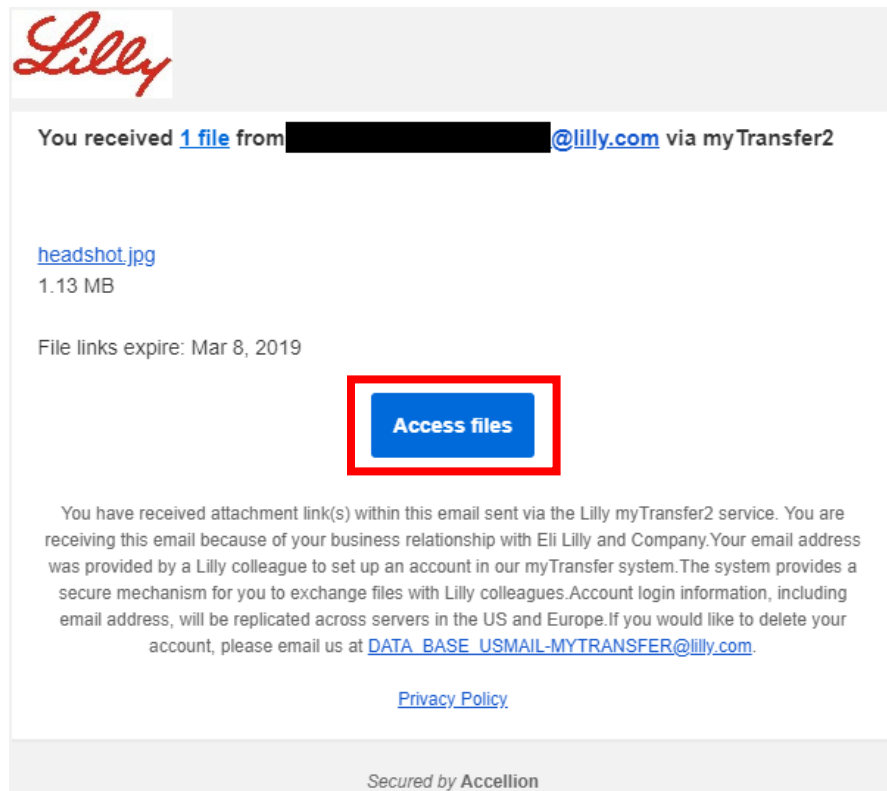 Lilly
You received 1 file from @lilly.com via myTransfer2
headshot.jpg
1.13 MB
File links expire: Mar 8, 2019
Access files
You have received attachment link(s) within this email sent via the Lilly myTransfer2 service. You are
receiving this email because of your business relationship with Eli Lilly and Company.Your email address
was provided by a Lilly colleague to set up an account in our myTransfer system.The system provides a
secure mechanism for you to exchange files with Lilly colleagues.Account login information, including
email address, will be replicated across servers in the US and Europe.If you would like to delete your
account, please email us at DATA_BASE_USMAIL-MYTRANSFER@lilly.com.
Privacy Policy
Secured by Accellion